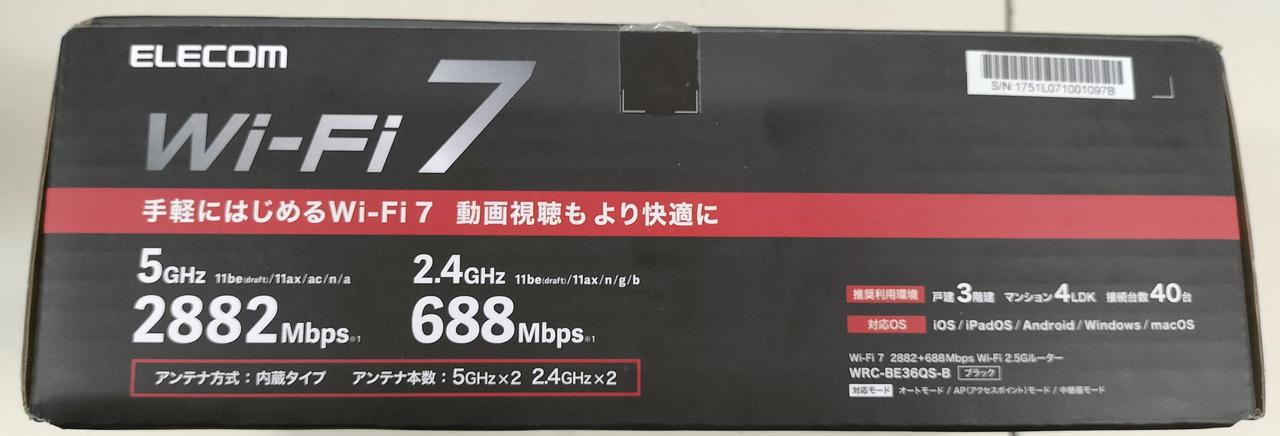 ELECOM
S/N:1751L071001097B
Wi-Fi 7
手軽にはじめるWi-Fi 7 動画視聴も より快適に
5GHz 11be(draft)/11ax/ac/n/a
2882Mbps※1
2.4GHz 11be(draft)/11ax/n/g/b
688Mbps※1
アンテナ方式：内蔵タイプ アンテナ本数：5GHz×2 2.4GHz×2
推奨利用環境 戸建3階建 マンション4LDK 接続台数40台
対応OS iOS / iPadOS / Android / Windows / macOS
Wi-Fi 7 2882+688Mbps Wi-Fi 2.5Gルーター
WRC-BE36QS-B ブラック
対応モード オートモード / AP(アクセスポイント)モード / 中継器モード